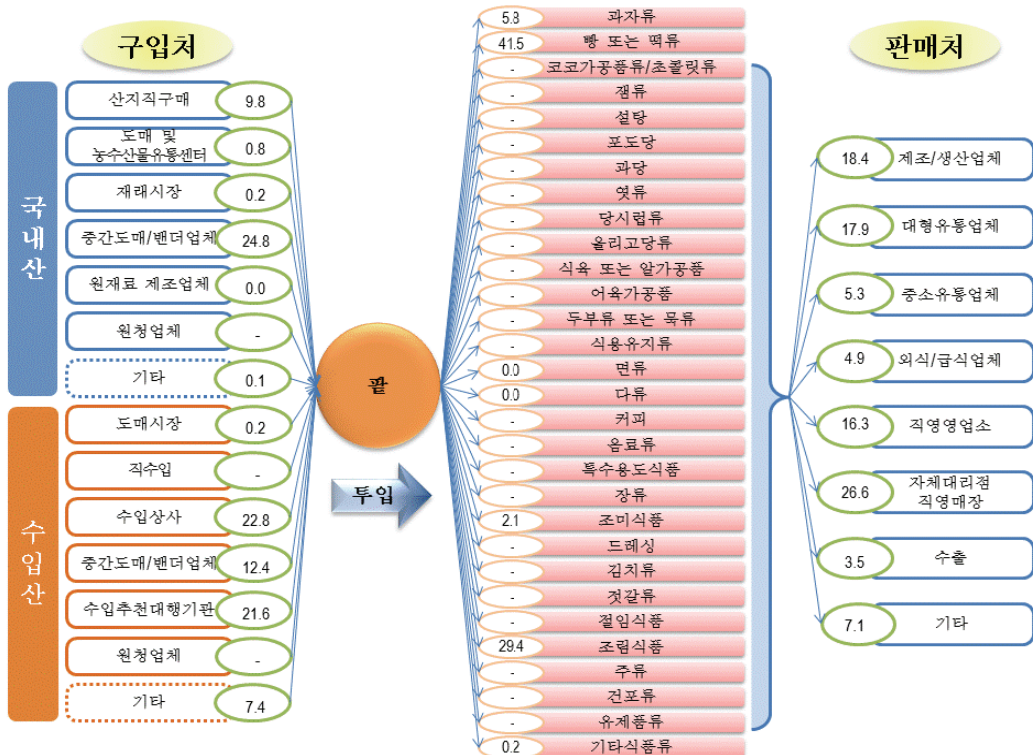 구입처
국내산
산지직구매 9.8
도매 및
농수산물유통센터 0.8
재래시장 0.2
중간도매/밴더업체 24.8
원재료 제조업체 0.0
원청업체 -
기타 0.1
수입산
도매시장 0.2
직수입 -
수입상사 22.8
중간도매/밴더업체 12.4
수입추천대행기관 21.6
원청업체 -
기타 7.4
팥
투입
5.8 과자류
41.5 빵 또는 떡류
- 코코가공품류/초콜릿류
- 잼류
- 설탕
- 포도당
- 과당
- 엿류
- 당시럽류
- 올리고당류
- 식육 또는 알가공품
- 어육가공품
- 두부류 또는 묵류
- 식용유지류
0.0 면류
0.0 다류
- 커피
- 음료류
- 특수용도식품
- 장류
2.1 조미식품
- 드레싱
- 김치류
- 젓갈류
- 절임식품
29.4 조림식품
- 주류
- 건포류
- 유제품류
0.2 기타식품류
판매처
18.4 제조/생산업체
17.9 대형유통업체
5.3 중소유통업체
4.9 외식/급식업체
16.3 직영영업소
26.6 자체대리점
직영매장
3.5 수출
7.1 기타